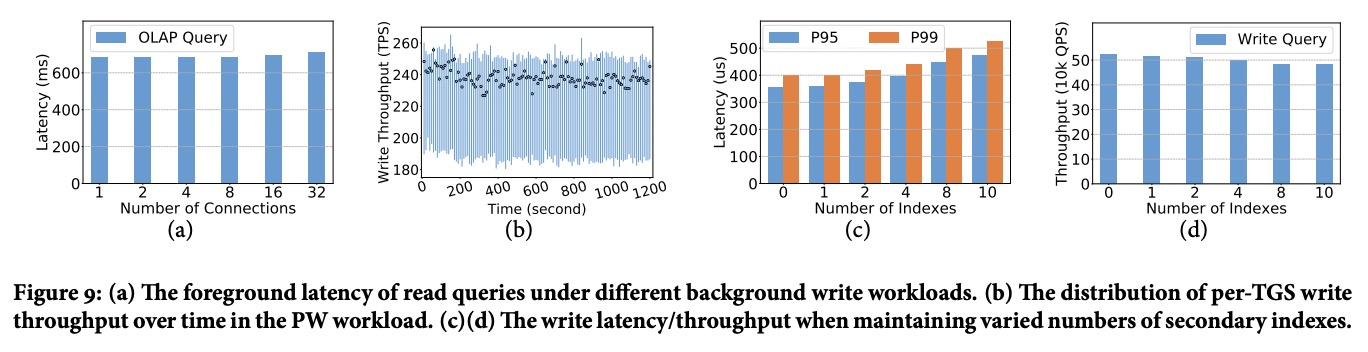 OLAP Query
Latency (ms)
600
400
200
0
1 2 4 8 16 32
Number of Connections
(a)
Write Throughput (TPS)
260
240
220
200
180
0 200 400 600 800 1000 1200
Time (second)
(b)
P95 P99
Latency (us)
500
400
300
200
100
0
0 1 2 4 8 10
Number of Indexes
(c)
Write Query
Throughput (10k QPS)
50
40
30
20
10
0
0 1 2 4 8 10
Number of Indexes
(d)
Figure 9: (a) The foreground latency of read queries under different background write workloads. (b) The distribution of per-TGS write
throughput over time in the PW workload. (c)(d) The write latency/throughput when maintaining varied numbers of secondary indexes.